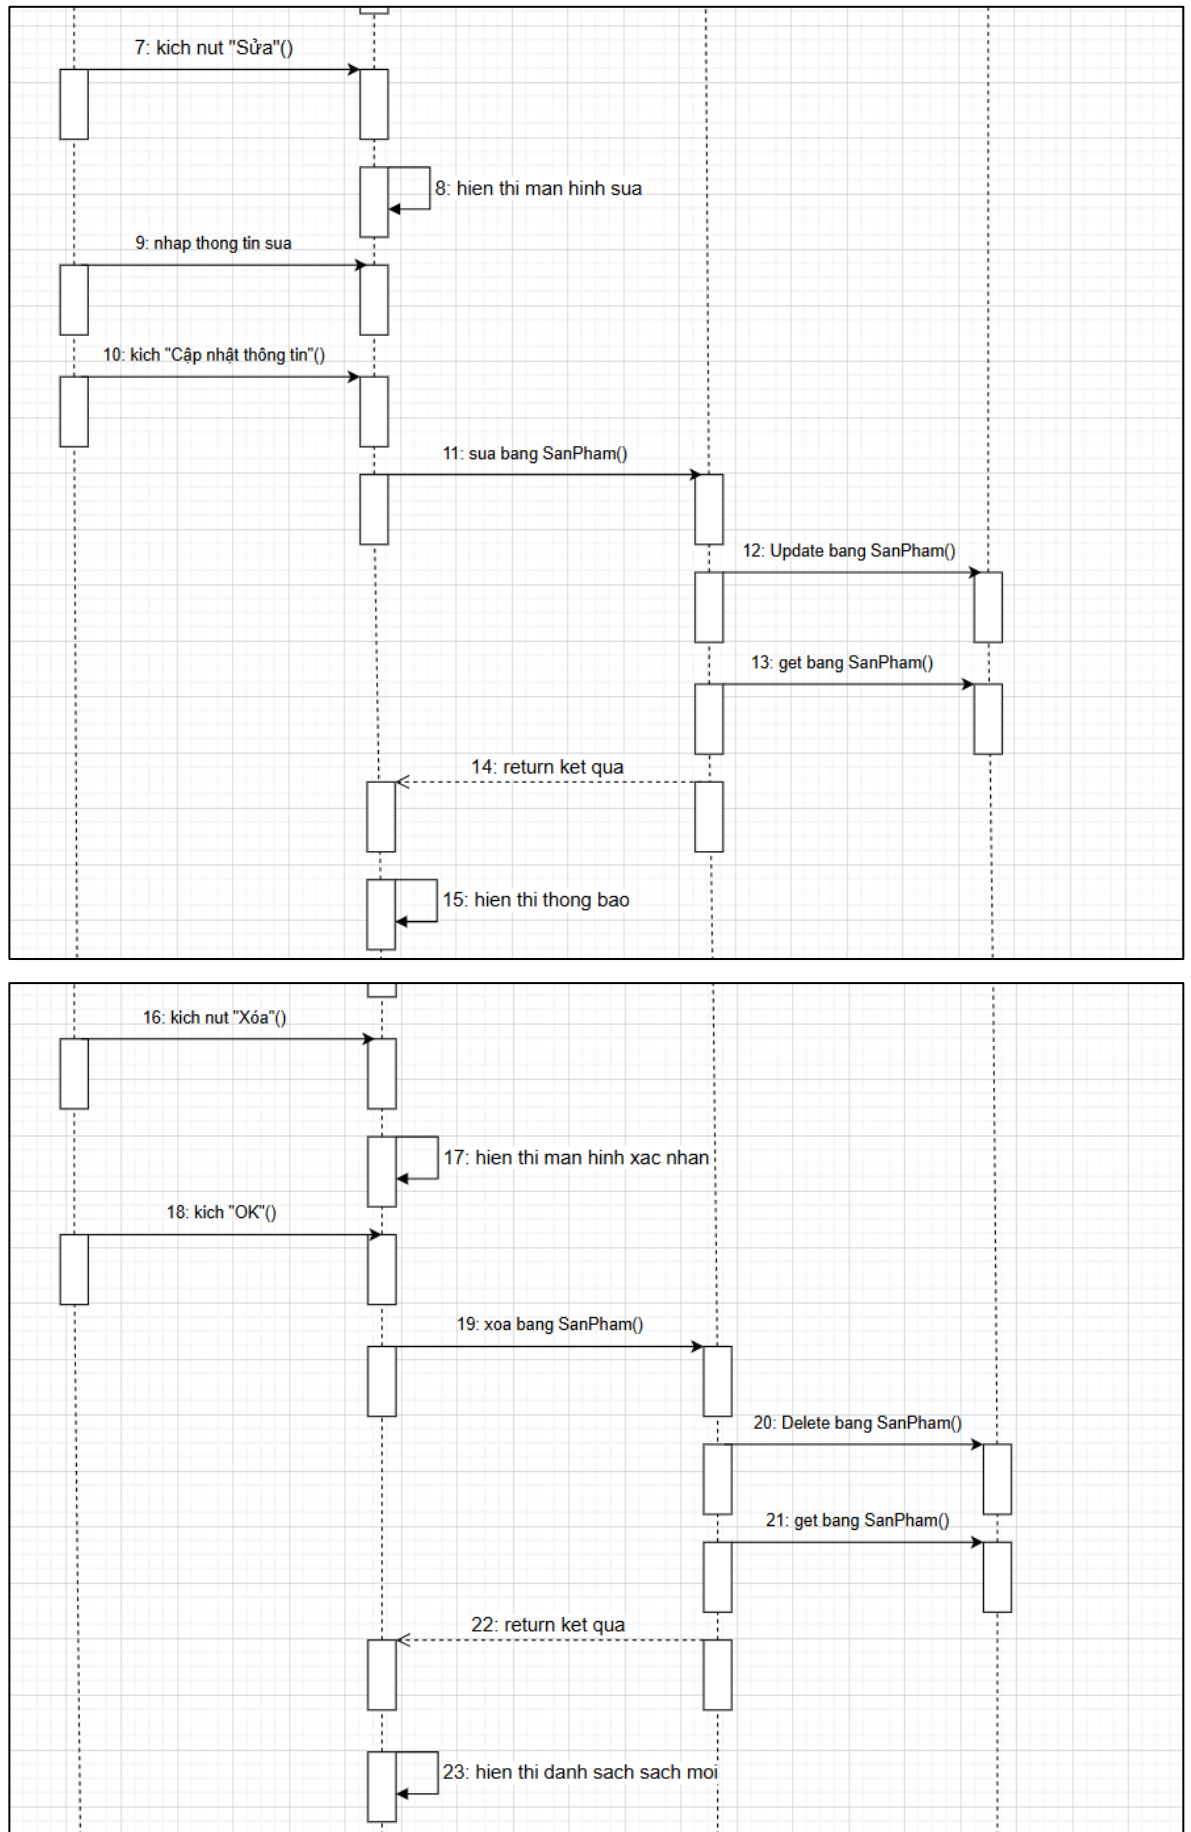 7: kich nut "Sửa"()
8: hien thi man hinh sua
9: nhap thong tin sua
10: kich "Cập nhật thông tin"()
11: sua bang SanPham()
12: Update bang SanPham()
13: get bang SanPham()
14: return ket qua
15: hien thi thong bao
16: kich nut "Xóa"()
17: hien thi man hinh xac nhan
18: kich "OK"()
19: xoa bang SanPham()
20: Delete bang SanPham()
21: get bang SanPham()
22: return ket qua
23: hien thi danh sach sach moi